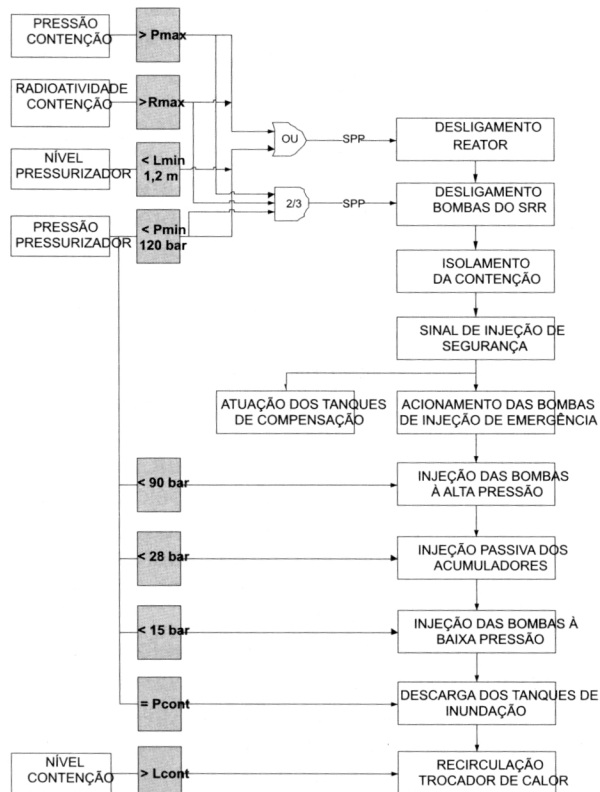 PRESSÃO
CONTENÇÃO
> Pmax
RADIOATIVIDADE
CONTENÇÃO
>Rmax
NÍVEL
PRESSURIZADOR
< Lmin
1,2 m
PRESSÃO
PRESSURIZADOR
< Pmin
120 bar
OU
SPP
2/3
SPP
DESLIGAMENTO
REATOR
DESLIGAMENTO
BOMBAS DO SRR
ISOLAMENTO
DA CONTENÇÃO
SINAL DE INJEÇÃO DE
SEGURANÇA
ATUAÇÃO DOS TANQUES
DE COMPENSAÇÃO
ACIONAMENTO DAS BOMBAS
DE INJEÇÃO DE EMERGÊNCIA
< 90 bar
INJEÇÃO DAS BOMBAS
À ALTA PRESSÃO
< 28 bar
INJEÇÃO PASSIVA DOS
ACUMULADORES
< 15 bar
INJEÇÃO DAS BOMBAS À
BAIXA PRESSÃO
= Pcont
DESCARGA DOS TANQUES DE
INUNDAÇÃO
NÍVEL
CONTENÇÃO
> Lcont
RECIRCULAÇÃO
TROCADOR DE CALOR